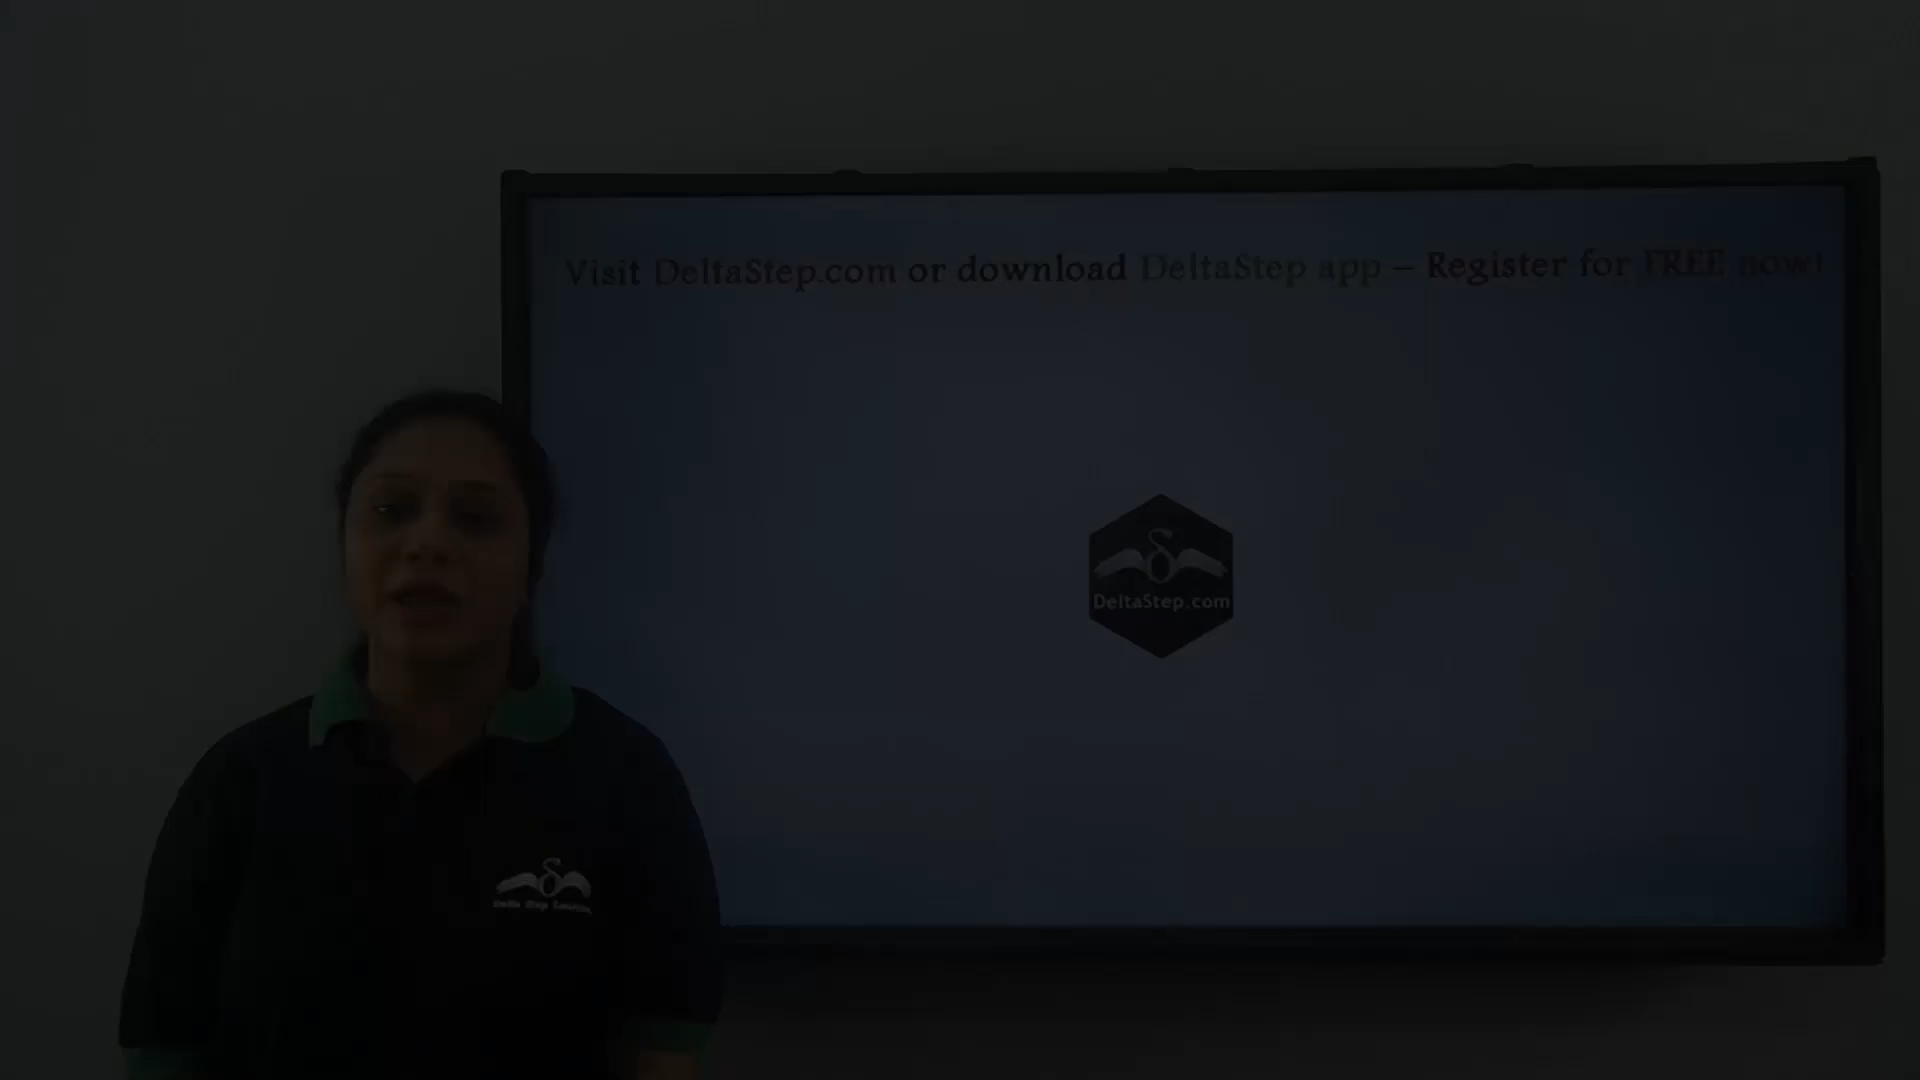 Visit DeltaStep.com or download DeltaStep app – Register for FREE now!
DeltaStep.com